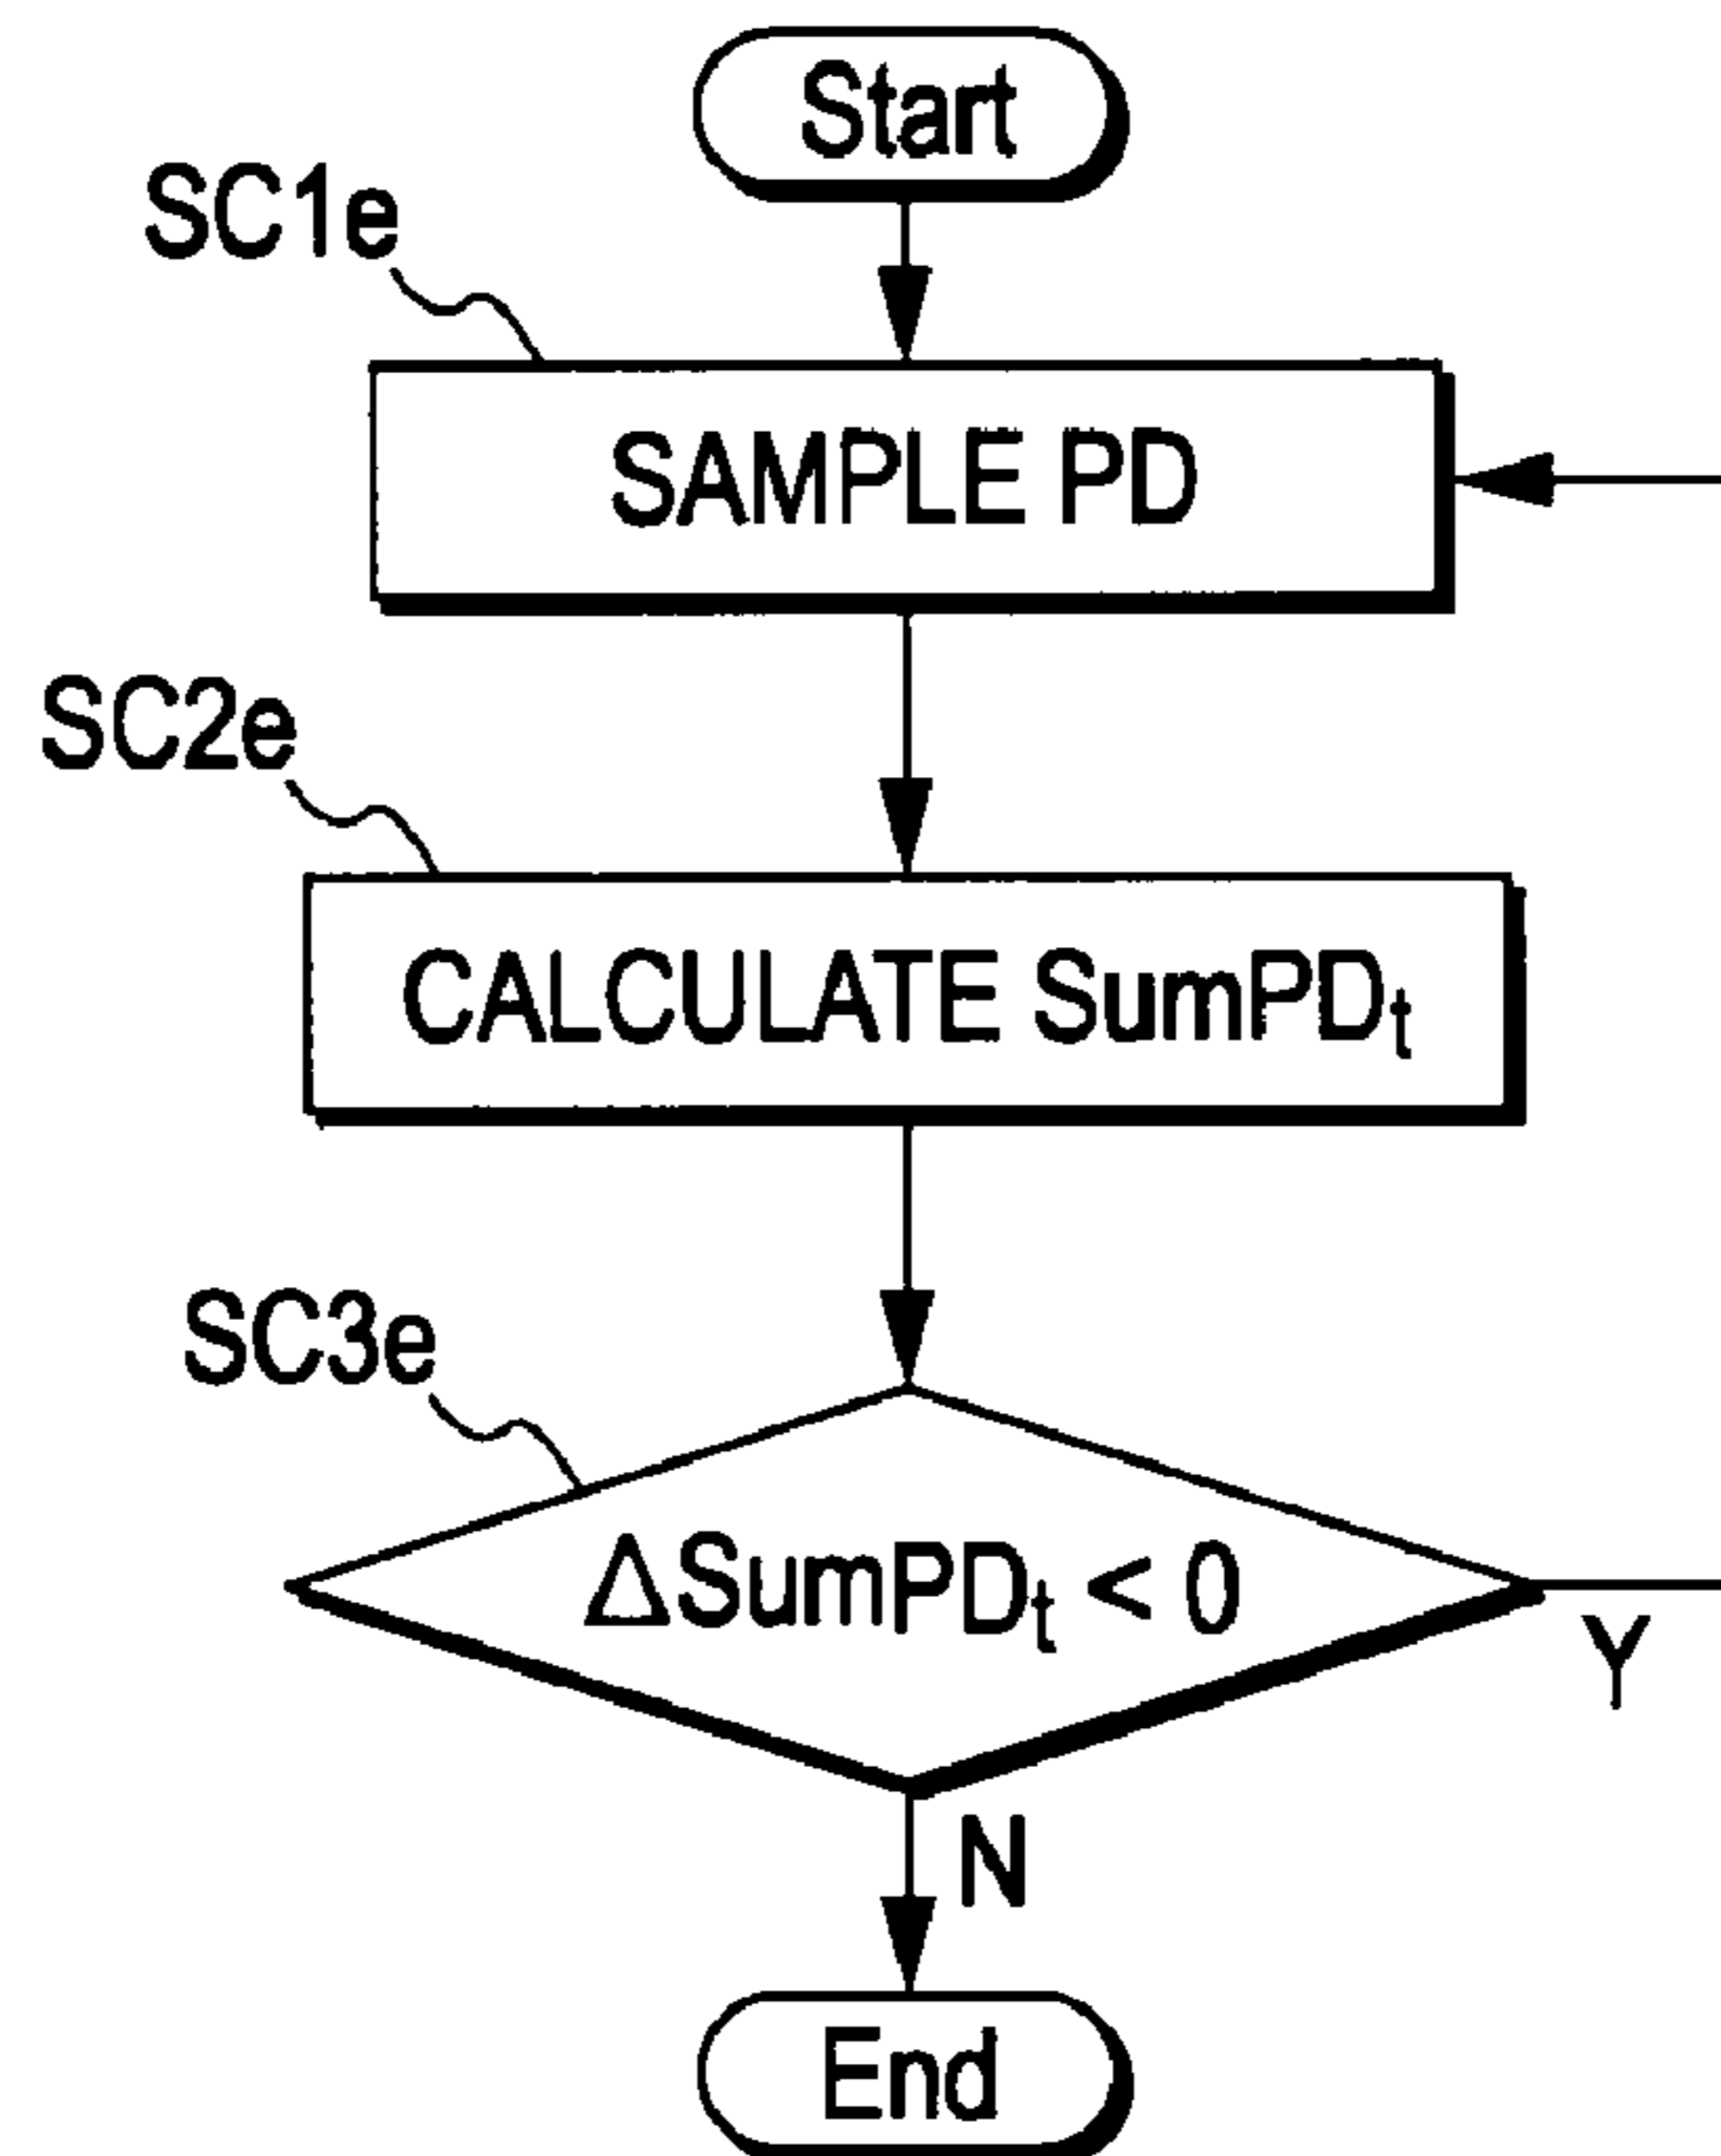 Start
SC1e
SAMPLE PD
SC2e
CALCULATE SumPDₜ
SC3e
ΔSumPDₜ < 0
Y
N
End